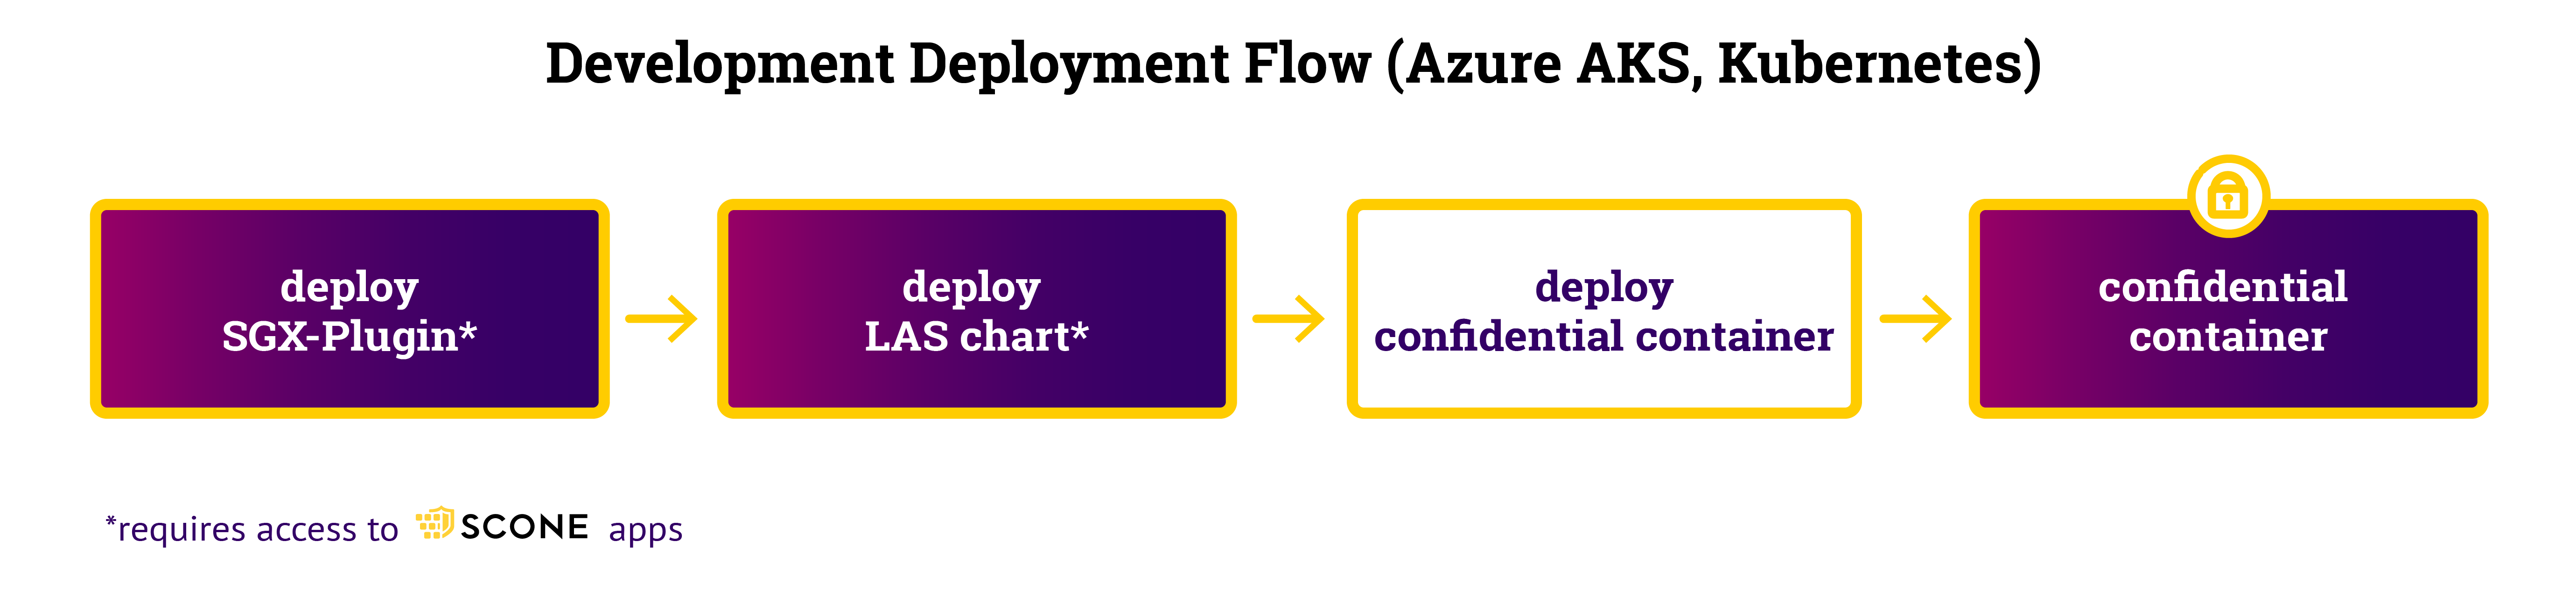 Development Deployment Flow (Azure AKS, Kubernetes)
deploy
SGX-Plugin*
deploy
LAS chart*
deploy
confidential container
confidential
container
*requires access to SCONE apps